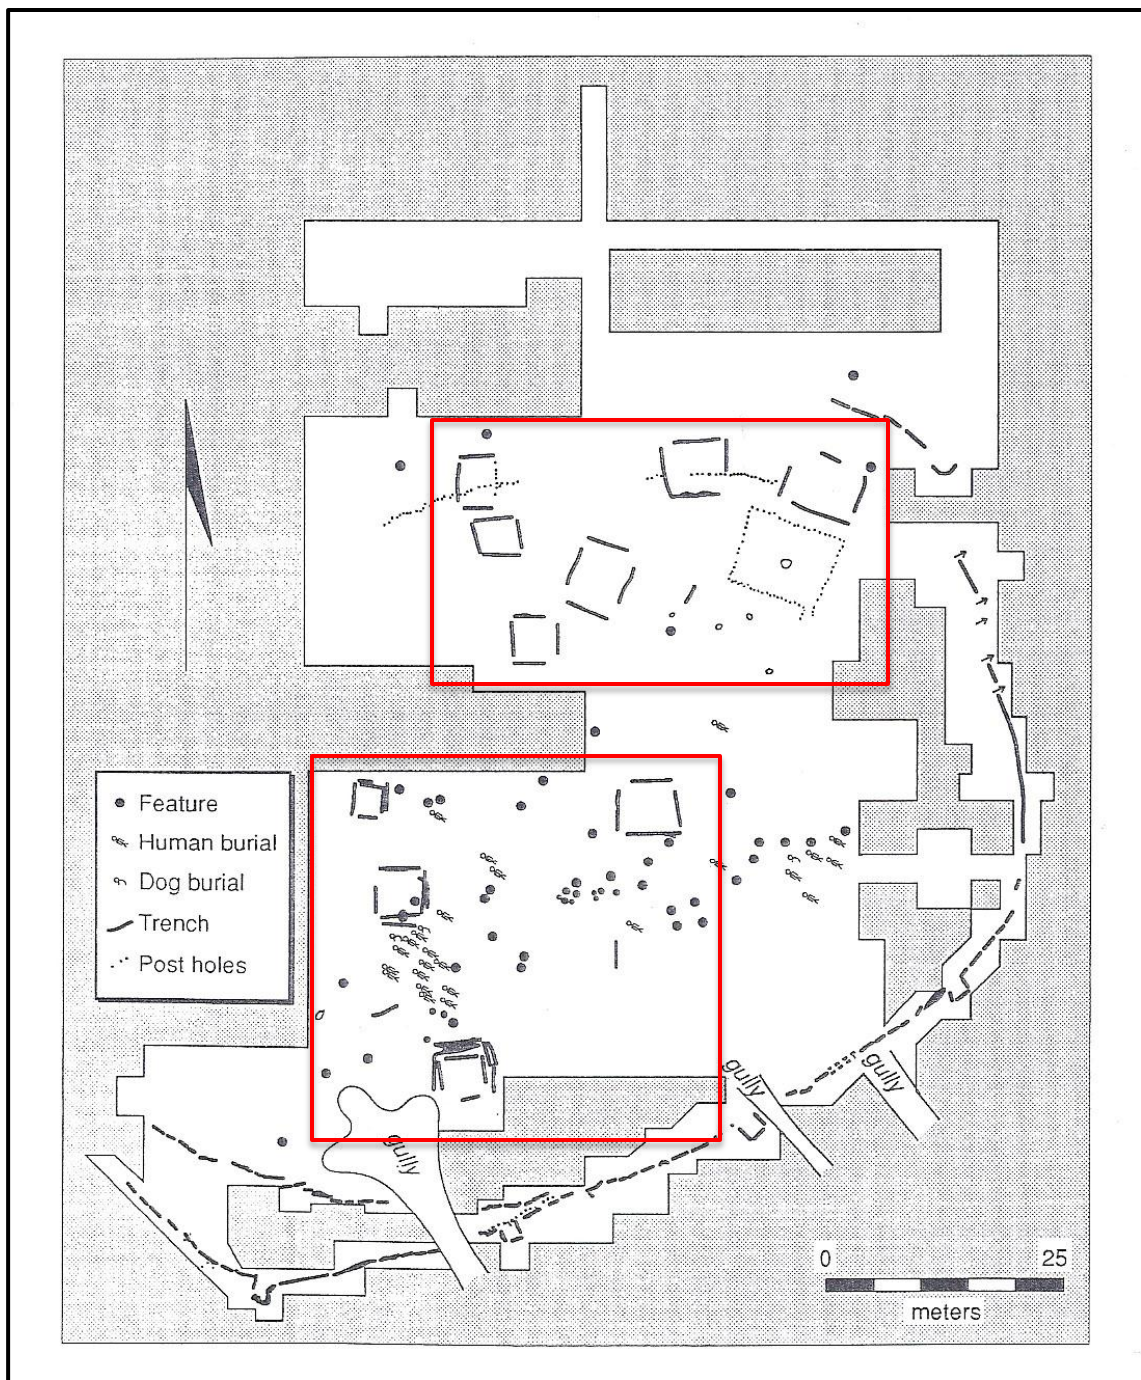 Feature
Human burial
Dog burial
Trench
Post holes
gully
gully
gully
0 25
meters